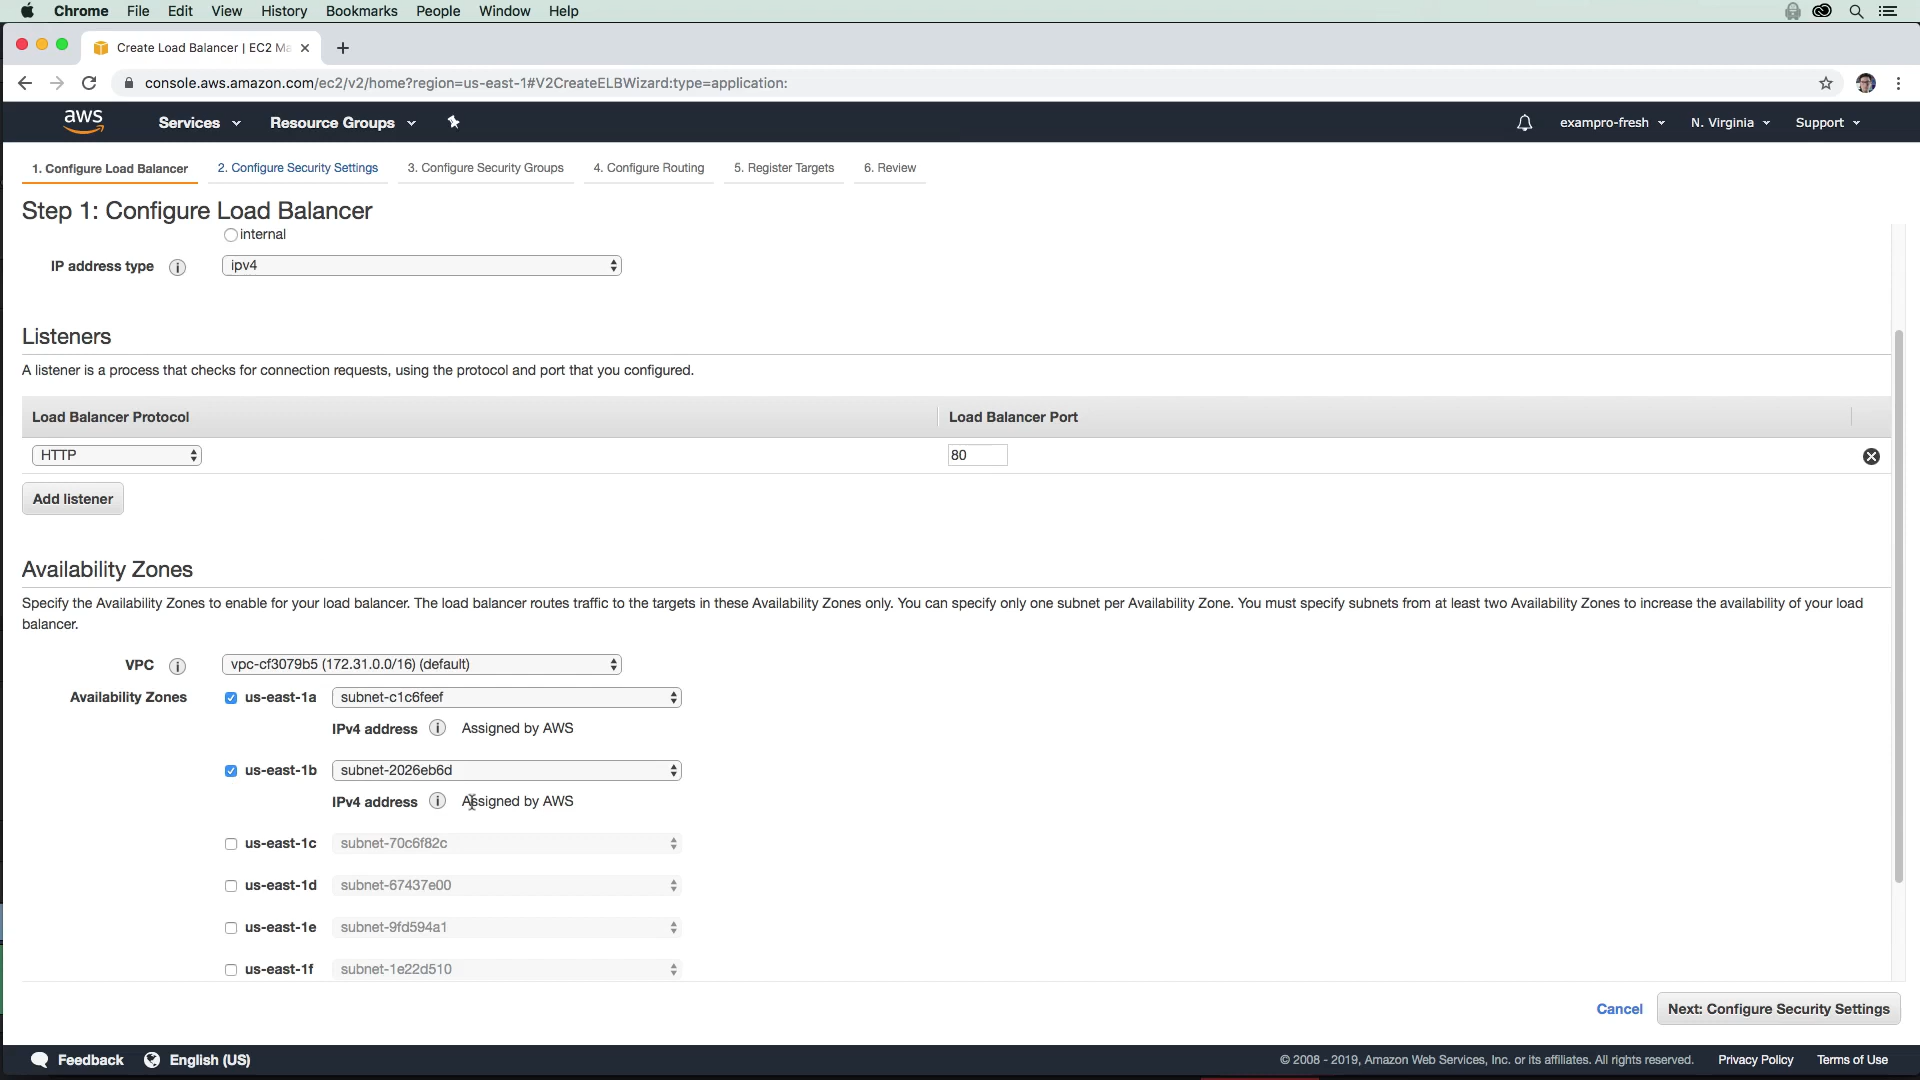 Chrome File Edit View History Bookmarks People Window Help
Create Load Balancer | EC2 Ma
console.aws.amazon.com/ec2/v2/home?region=us-east-1#V2CreateELBWizard:type=application:
aws Services Resource Groups exampro-fresh N. Virginia Support
1. Configure Load Balancer 2. Configure Security Settings 3. Configure Security Groups 4. Configure Routing 5. Register Targets 6. Review
Step 1: Configure Load Balancer
internal
IP address type i ipv4
Listeners
A listener is a process that checks for connection requests, using the protocol and port that you configured.
Load Balancer Protocol Load Balancer Port
HTTP 80
Add listener
Availability Zones
Specify the Availability Zones to enable for your load balancer. The load balancer routes traffic to the targets in these Availability Zones only. You can specify only one subnet per Availability Zone. You must specify subnets from at least two Availability Zones to increase the availability of your load
balancer.
VPC i vpc-cf3079b5 (172.31.0.0/16) (default)
Availability Zones us-east-1a subnet-c1c6feef
IPv4 address i Assigned by AWS
us-east-1b subnet-2026eb6d
IPv4 address i Assigned by AWS
us-east-1c subnet-70c6f82c
us-east-1d subnet-67437e00
us-east-1e subnet-9fd594a1
us-east-1f subnet-1e22d510
Cancel Next: Configure Security Settings
Feedback English (US) © 2008 - 2019, Amazon Web Services, Inc. or its affiliates. All rights reserved. Privacy Policy Terms of Use